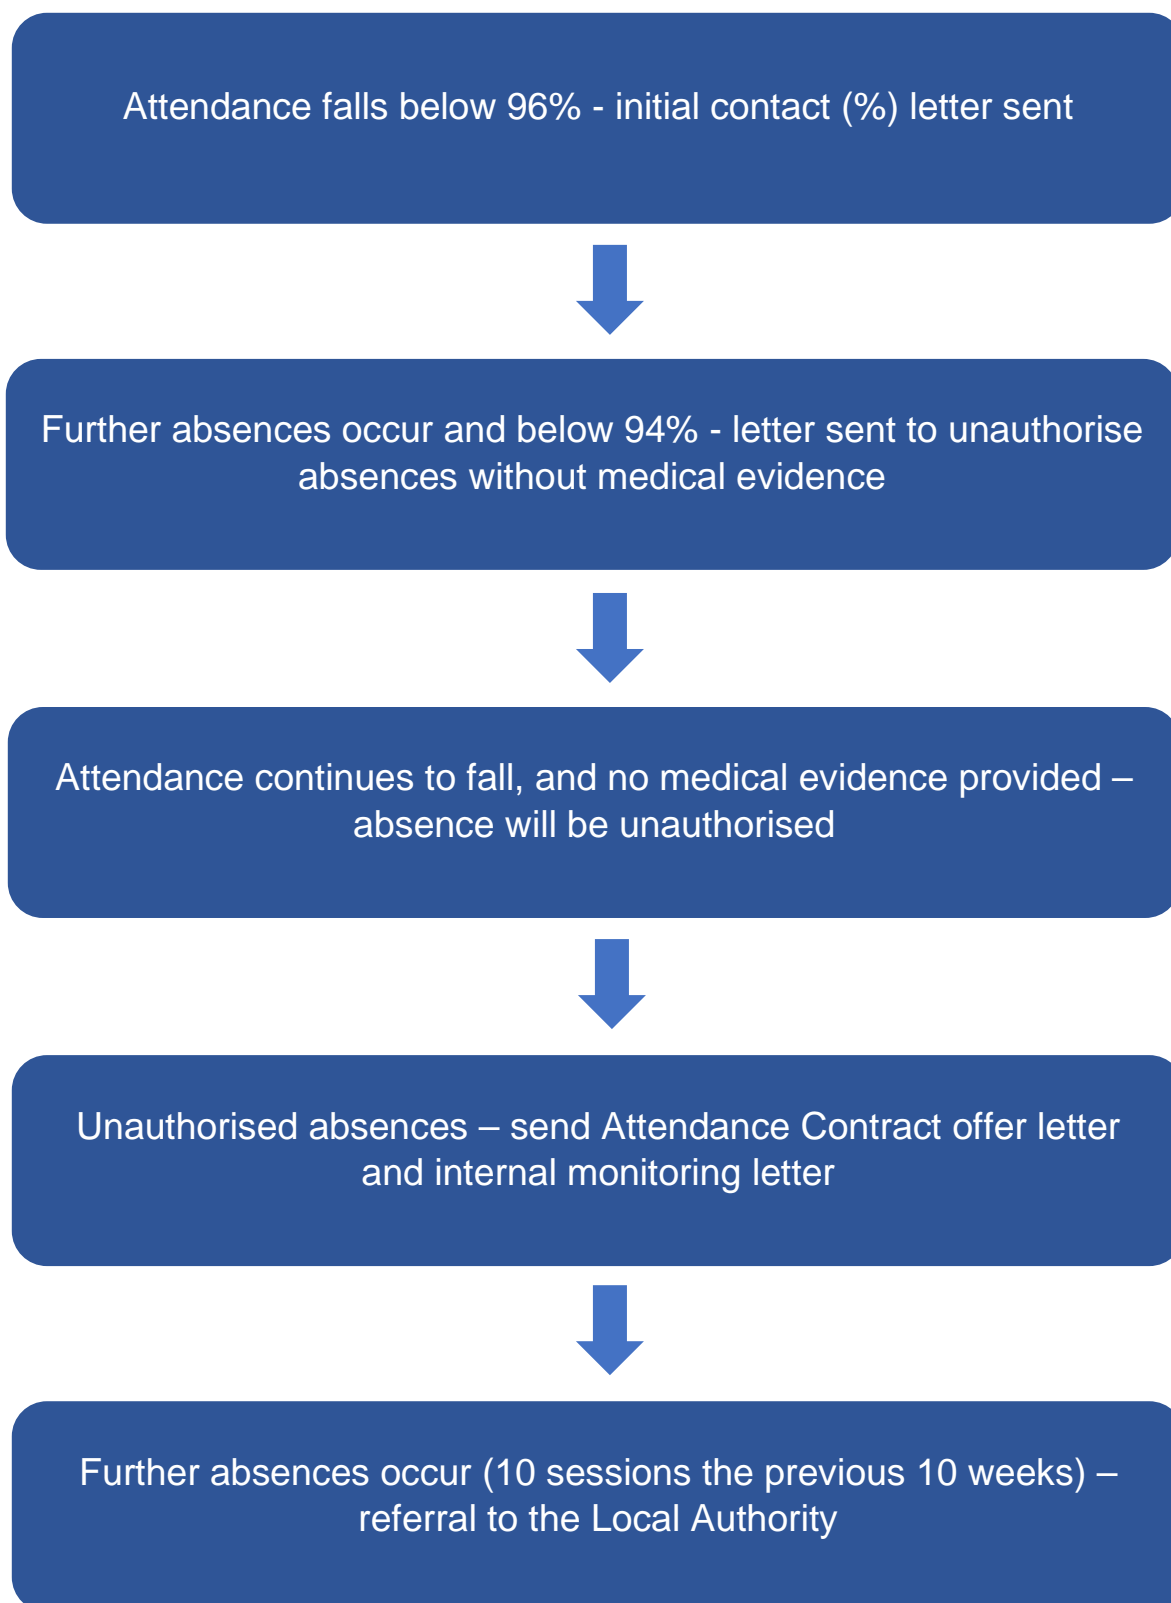 Attendance falls below 96% - initial contact (%) letter sent
Further absences occur and below 94% - letter sent to unauthorise
absences without medical evidence
Attendance continues to fall, and no medical evidence provided –
absence will be unauthorised
Unauthorised absences – send Attendance Contract offer letter
and internal monitoring letter
Further absences occur (10 sessions the previous 10 weeks) –
referral to the Local Authority